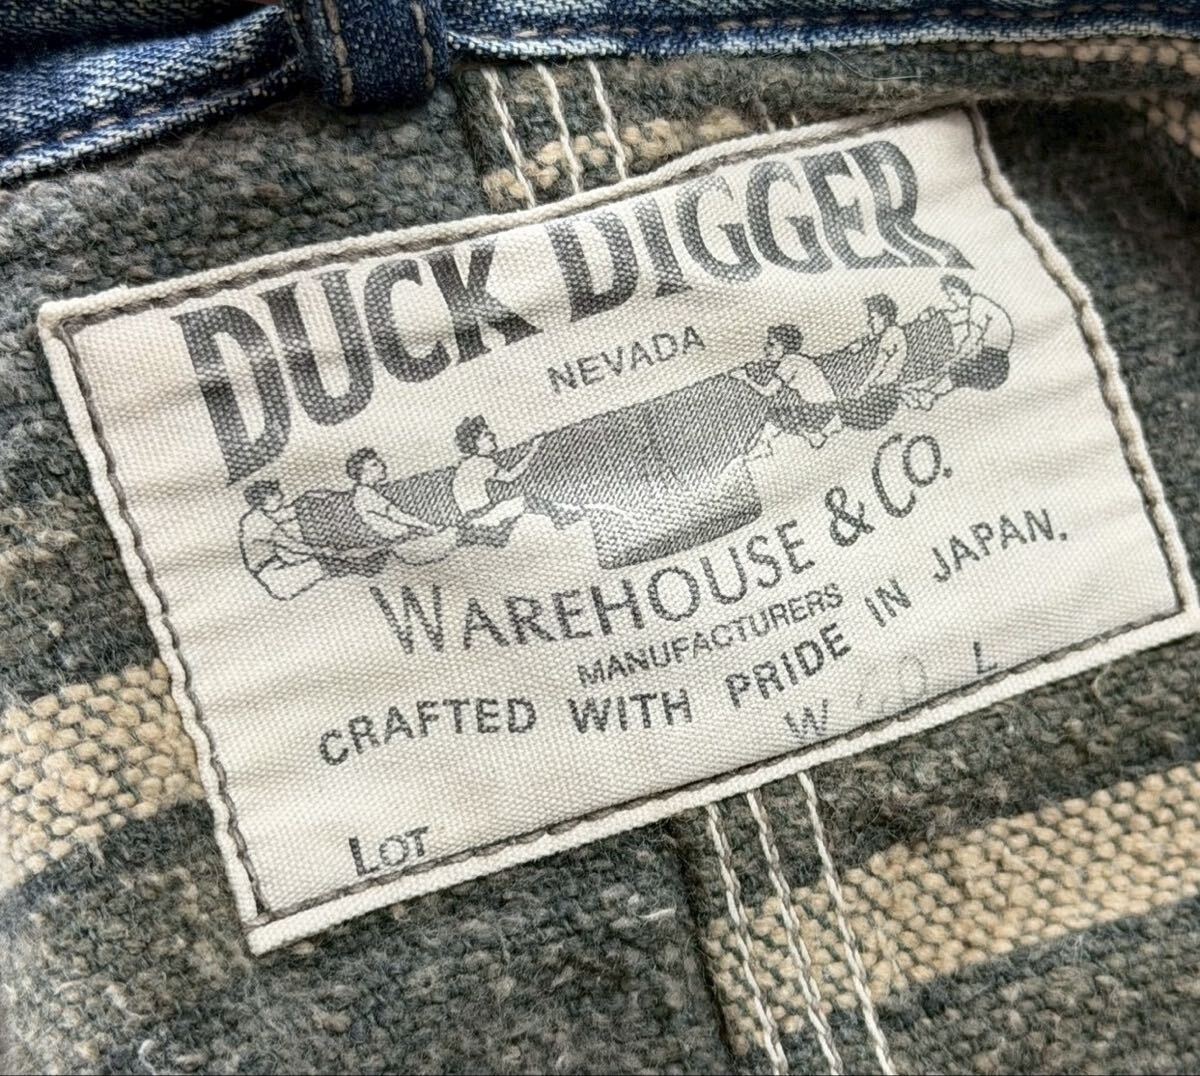 DUCK DIGGER
NEVADA
WAREHOUSE & CO.
MANUFACTURERS
CRAFTED WITH PRIDE IN JAPAN.
LOT W L